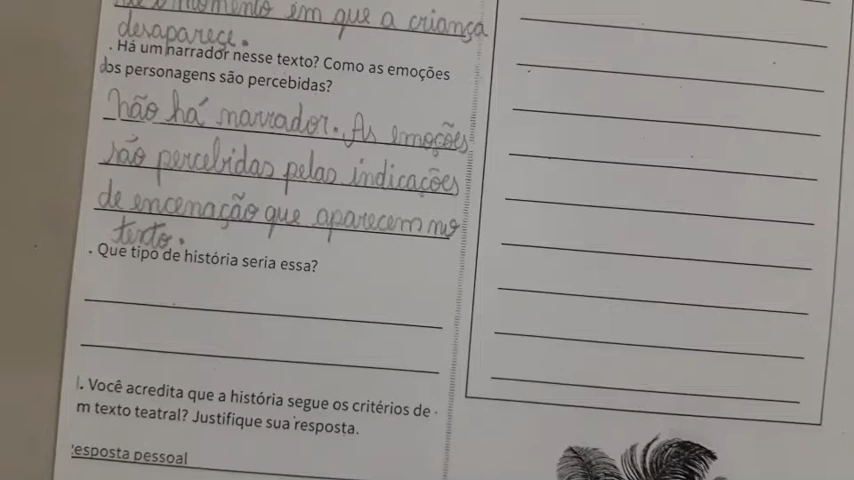 momento em que a criança
desaparece.
. Há um narrador nesse texto? Como as emoções
dos personagens são percebidas?
não há narrador. As emoções
são percebidas pelas indicações
de encenação que aparecem no
texto.
. Que tipo de história seria essa?
. Você acredita que a história segue os critérios de
m texto teatral? Justifique sua resposta.
resposta pessoal